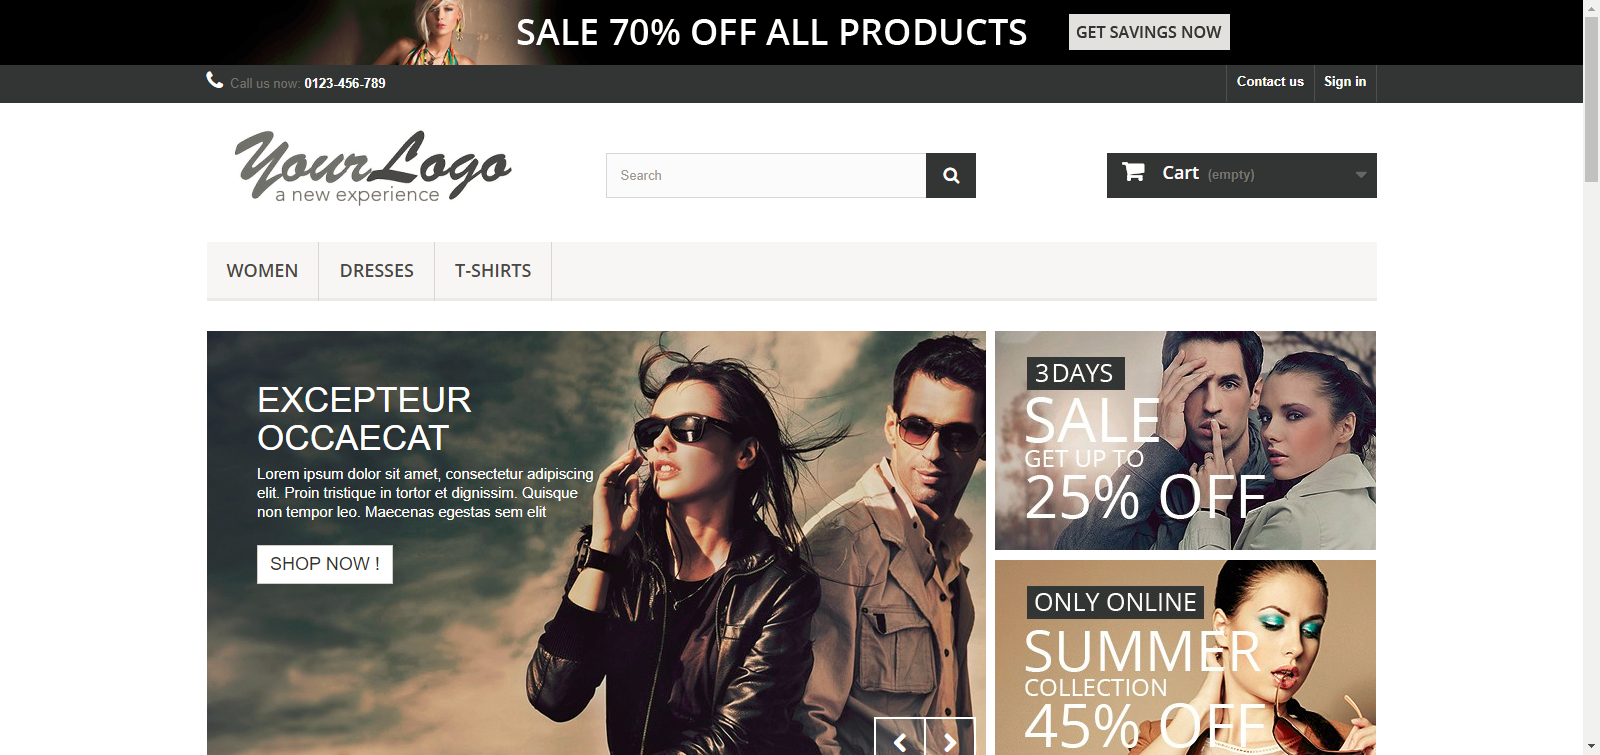 SALE 70% OFF ALL PRODUCTS
GET SAVINGS NOW
Call us now: 0123-456-789
Contact us
Sign in
YourLogo
a new experience
Search
Cart (empty)
WOMEN
DRESSES
T-SHIRTS
EXCEPTEUR
OCCAECAT
Lorem ipsum dolor sit amet, consectetur adipiscing
elit. Proin tristique in tortor et dignissim. Quisque
non tempor leo. Maecenas egestas sem elit
SHOP NOW !
3 DAYS
SALE
GET UP TO
25% OFF
ONLY ONLINE
SUMMER
COLLECTION
45% OFF